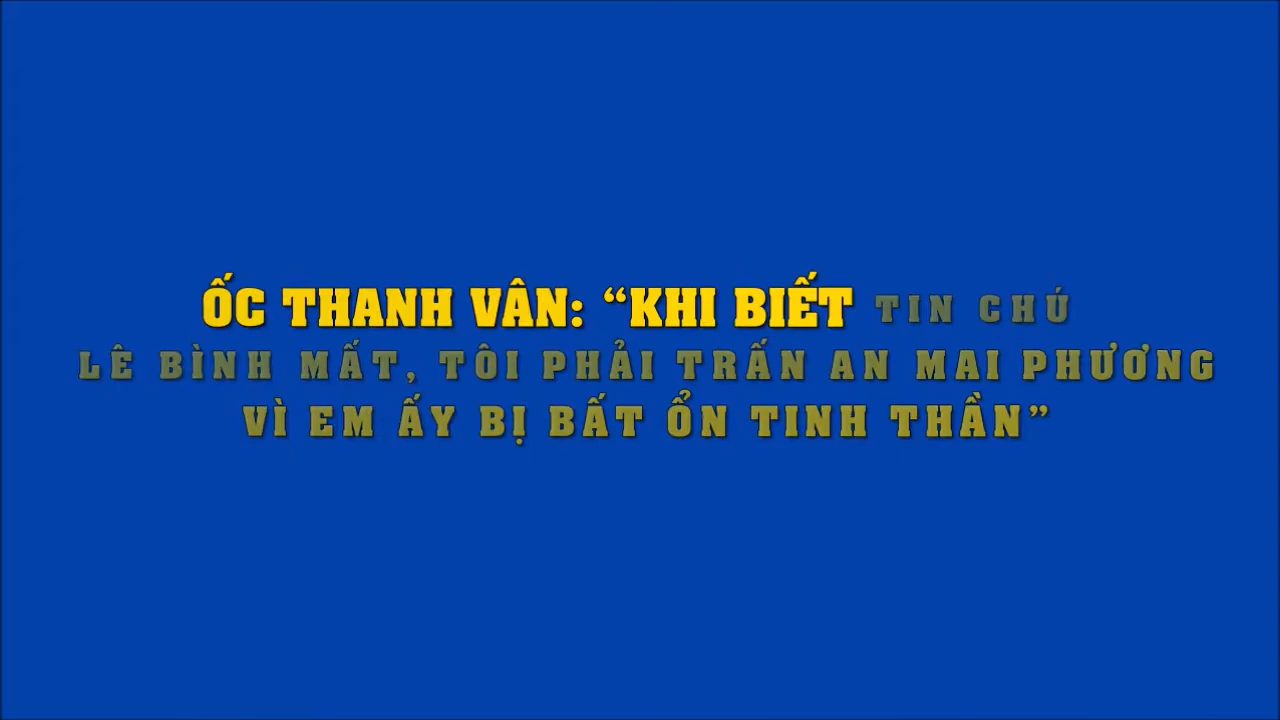 ỐC THANH VÂN: “KHI BIẾT TIN CHÚ
LÊ BÌNH MẤT, TÔI PHẢI TRẤN AN MAI PHƯƠNG
VÌ EM ẤY BỊ BẤT ỔN TINH THẦN”